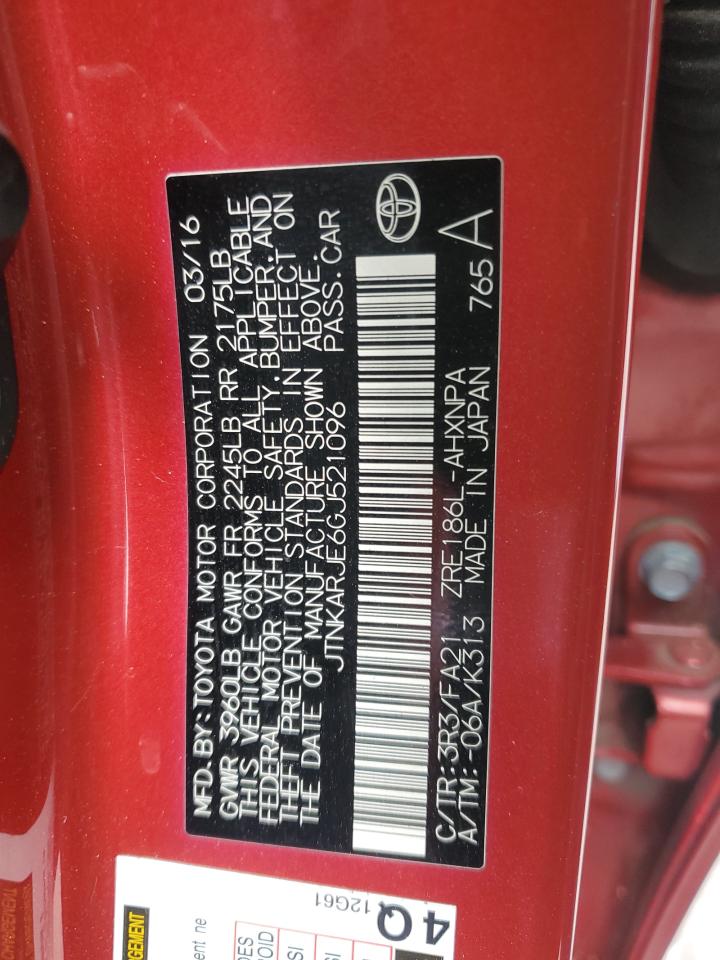 MFD.BY:TOYOTA MOTOR CORPORATION 03/16
GVWR 3960LB GAWR FR 2245LB RR 2175LB
THIS VEHICLE CONFORMS TO ALL APPLICABLE
FEDERAL MOTOR VEHICLE SAFETY,BUMPER,AND
THEFT PREVENTION STANDARDS IN EFFECT ON
THE DATE OF MANUFACTURE SHOWN ABOVE.
JTNKARJE6GJ521096 PASS.CAR
C/TR:3R3/FA21 ZRE186L-AHXNPA
A/TM:-06A/K313 MADE IN JAPAN 765 A
4Q
12G61